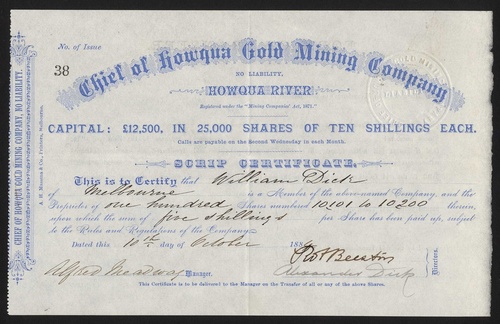 No. of Issue
38
Chief of Howqua Gold Mining Company
NO LIABILITY,
HOWQUA RIVER
Registered under the "Mining Companies' Act, 1871."
CAPITAL: £12,500, IN 25,000 SHARES OF TEN SHILLINGS EACH.
Calls are payable on the Second Wednesday in each Month.
SCRIP CERTIFICATE.
This is to Certify that William Dick
of Melbourne is a Member of the above-named Company, and the
Proprietor of one hundred Shares numbered 10101 to 10200 therein,
upon which the sum of five shillings per Share has been paid up, subject
to the Rules and Regulations of the Company.
Dated this 10th day of October 188
Alfred Meadway Manager.
Robt Beeston
Alexander Dick
Directors.
This Certificate is to be delivered to the Manager on Transfer of all or any of the above Shares.
CHIEF OF HOWQUA GOLD MINING COMPANY, NO LIABILITY.